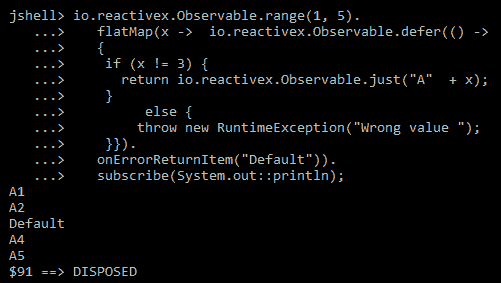 jshell> io.reactivex.Observable.range(1, 5).
...> flatMap(x -> io.reactivex.Observable.defer(() ->
...> {
...> if (x != 3) {
...> return io.reactivex.Observable.just("A" + x);
...> }
...> else {
...> throw new RuntimeException("Wrong value ");
...> }}).
...> onErrorReturnItem("Default")).
...> subscribe(System.out::println);
A1
A2
Default
A4
A5
$91 ==> DISPOSED